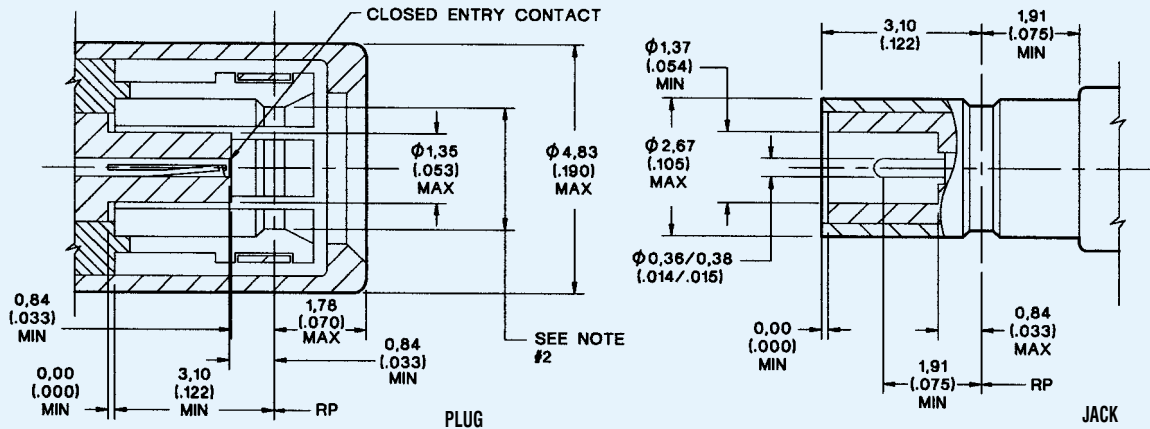 CLOSED ENTRY CONTACT
ϕ1,35
(.053)
MAX
ϕ4,83
(.190)
MAX
0,84
(.033)
MIN
1,78
(.070)
MAX
SEE NOTE
#2
0,84
(.033)
MIN
0,00
(.000)
MIN
3,10
(.122)
MIN
RP
PLUG
3,10
(.122)
1,91
(.075)
MIN
ϕ1,37
(.054)
MIN
ϕ2,67
(.105)
MAX
ϕ0,36/0,38
(.014/.015)
0,00
(.000)
MIN
0,84
(.033)
MAX
1,91
(.075)
MIN
RP
JACK